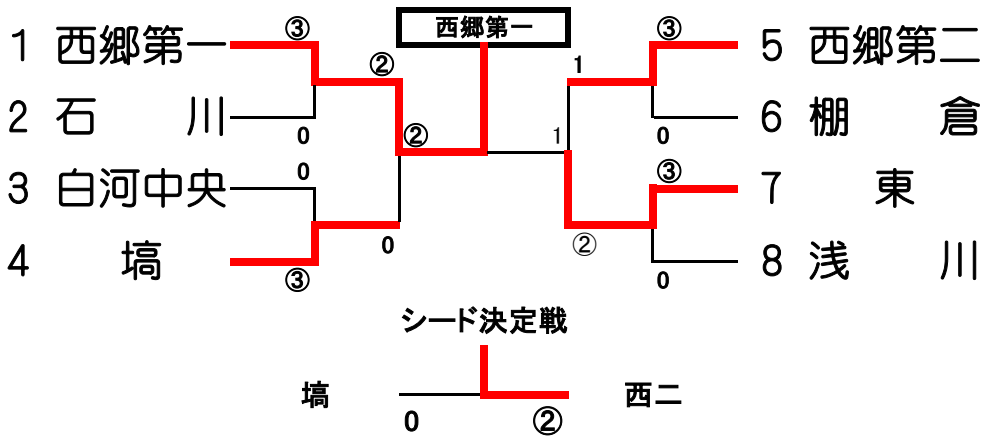 西郷第一
1 西郷第一 ③ ③ 5 西郷第二
② 1
2 石川 0 ② 1 0 6 棚倉
3 白河中央 0 ③ 7 東
0 ②
4 塙 ③ 0 8 浅川
シード決定戦
塙 0 ② 西二